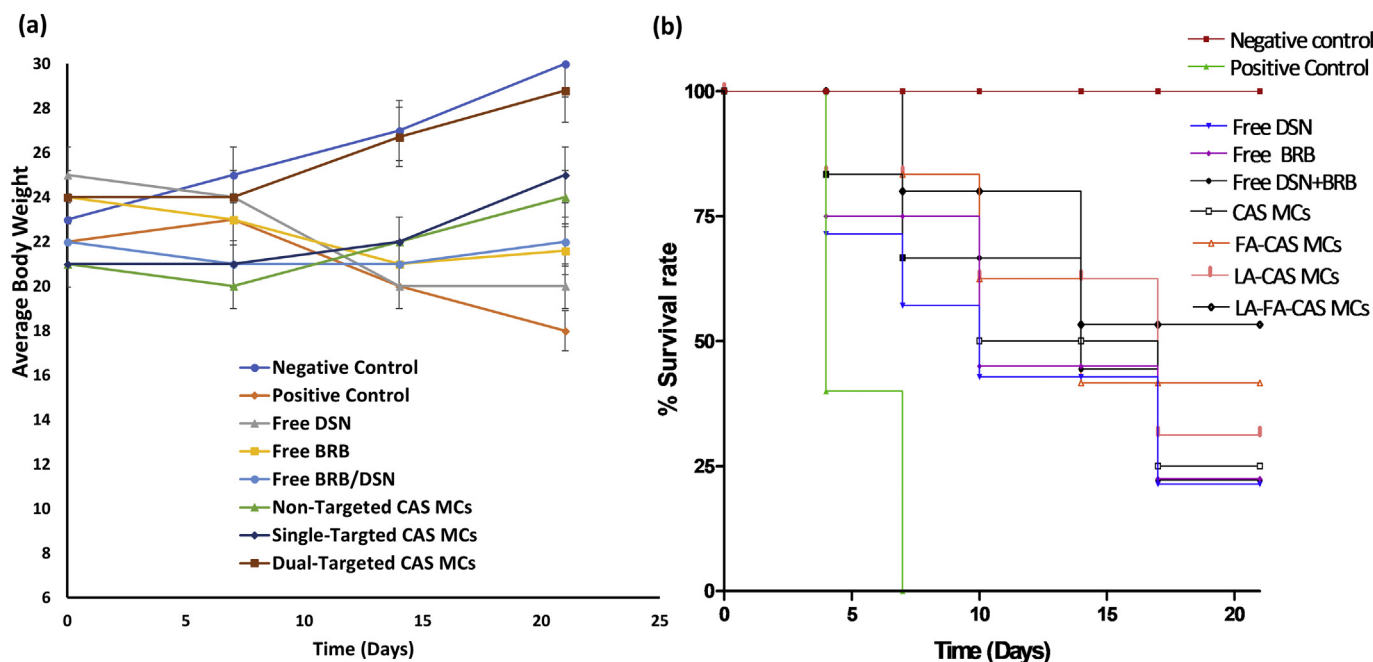 (a)
30
28
26
24
22
20
18
16
14
12
10
8
6
Average Body Weight
0
5
10
15
20
25
Time (Days)
Negative Control
Positive Control
Free DSN
Free BRB
Free BRB/DSN
Non-Targeted CAS MCs
Single-Targted CAS MCs
Dual-Targeted CAS MCs
(b)
100
75
50
25
0
% Survival rate
0
5
10
15
20
Time (Days)
Negative control
Positive Control
Free DSN
Free BRB
Free DSN+BRB
CAS MCs
FA-CAS MCs
LA-CAS MCs
LA-FA-CAS MCs